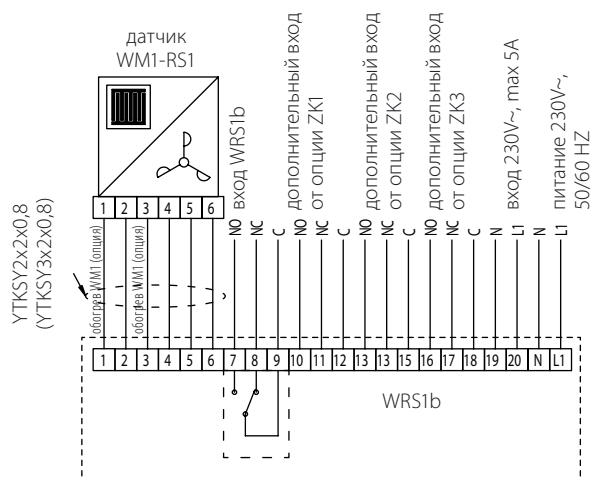 датчик
WM1-RS1
1 2 3 4 5 6
YTKSY2x2x0,8
(YTKSY3x2x0,8)
обогрев WM1 (опция)
обогрев WM1 (опция)
вход WRS1b
дополнительный вход
от опции ZK1
дополнительный вход
от опции ZK2
дополнительный вход
от опции ZK3
вход 230V~, max 5A
питание 230V~,
50/60 HZ
NO NC C NO NC C NO NC C NO NC C N L1 N L1
1 2 3 4 5 6 7 8 9 10 11 12 13 13 15 16 17 18 19 20 N L1
WRS1b